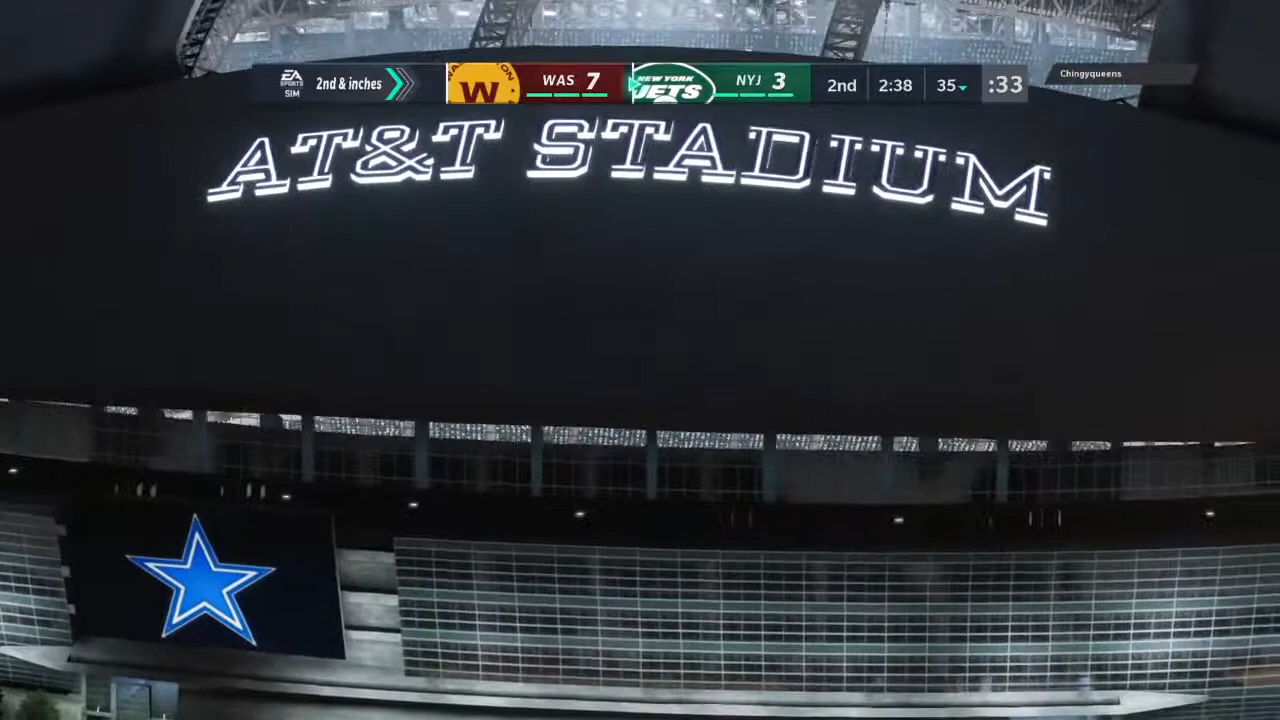 EA SPORTS SIM 2nd & inches WASHINGTON W WAS 7 NEW YORK JETS NYJ 3 2nd 2:38 35 :33 Chingyqueens
AT&T STADIUM